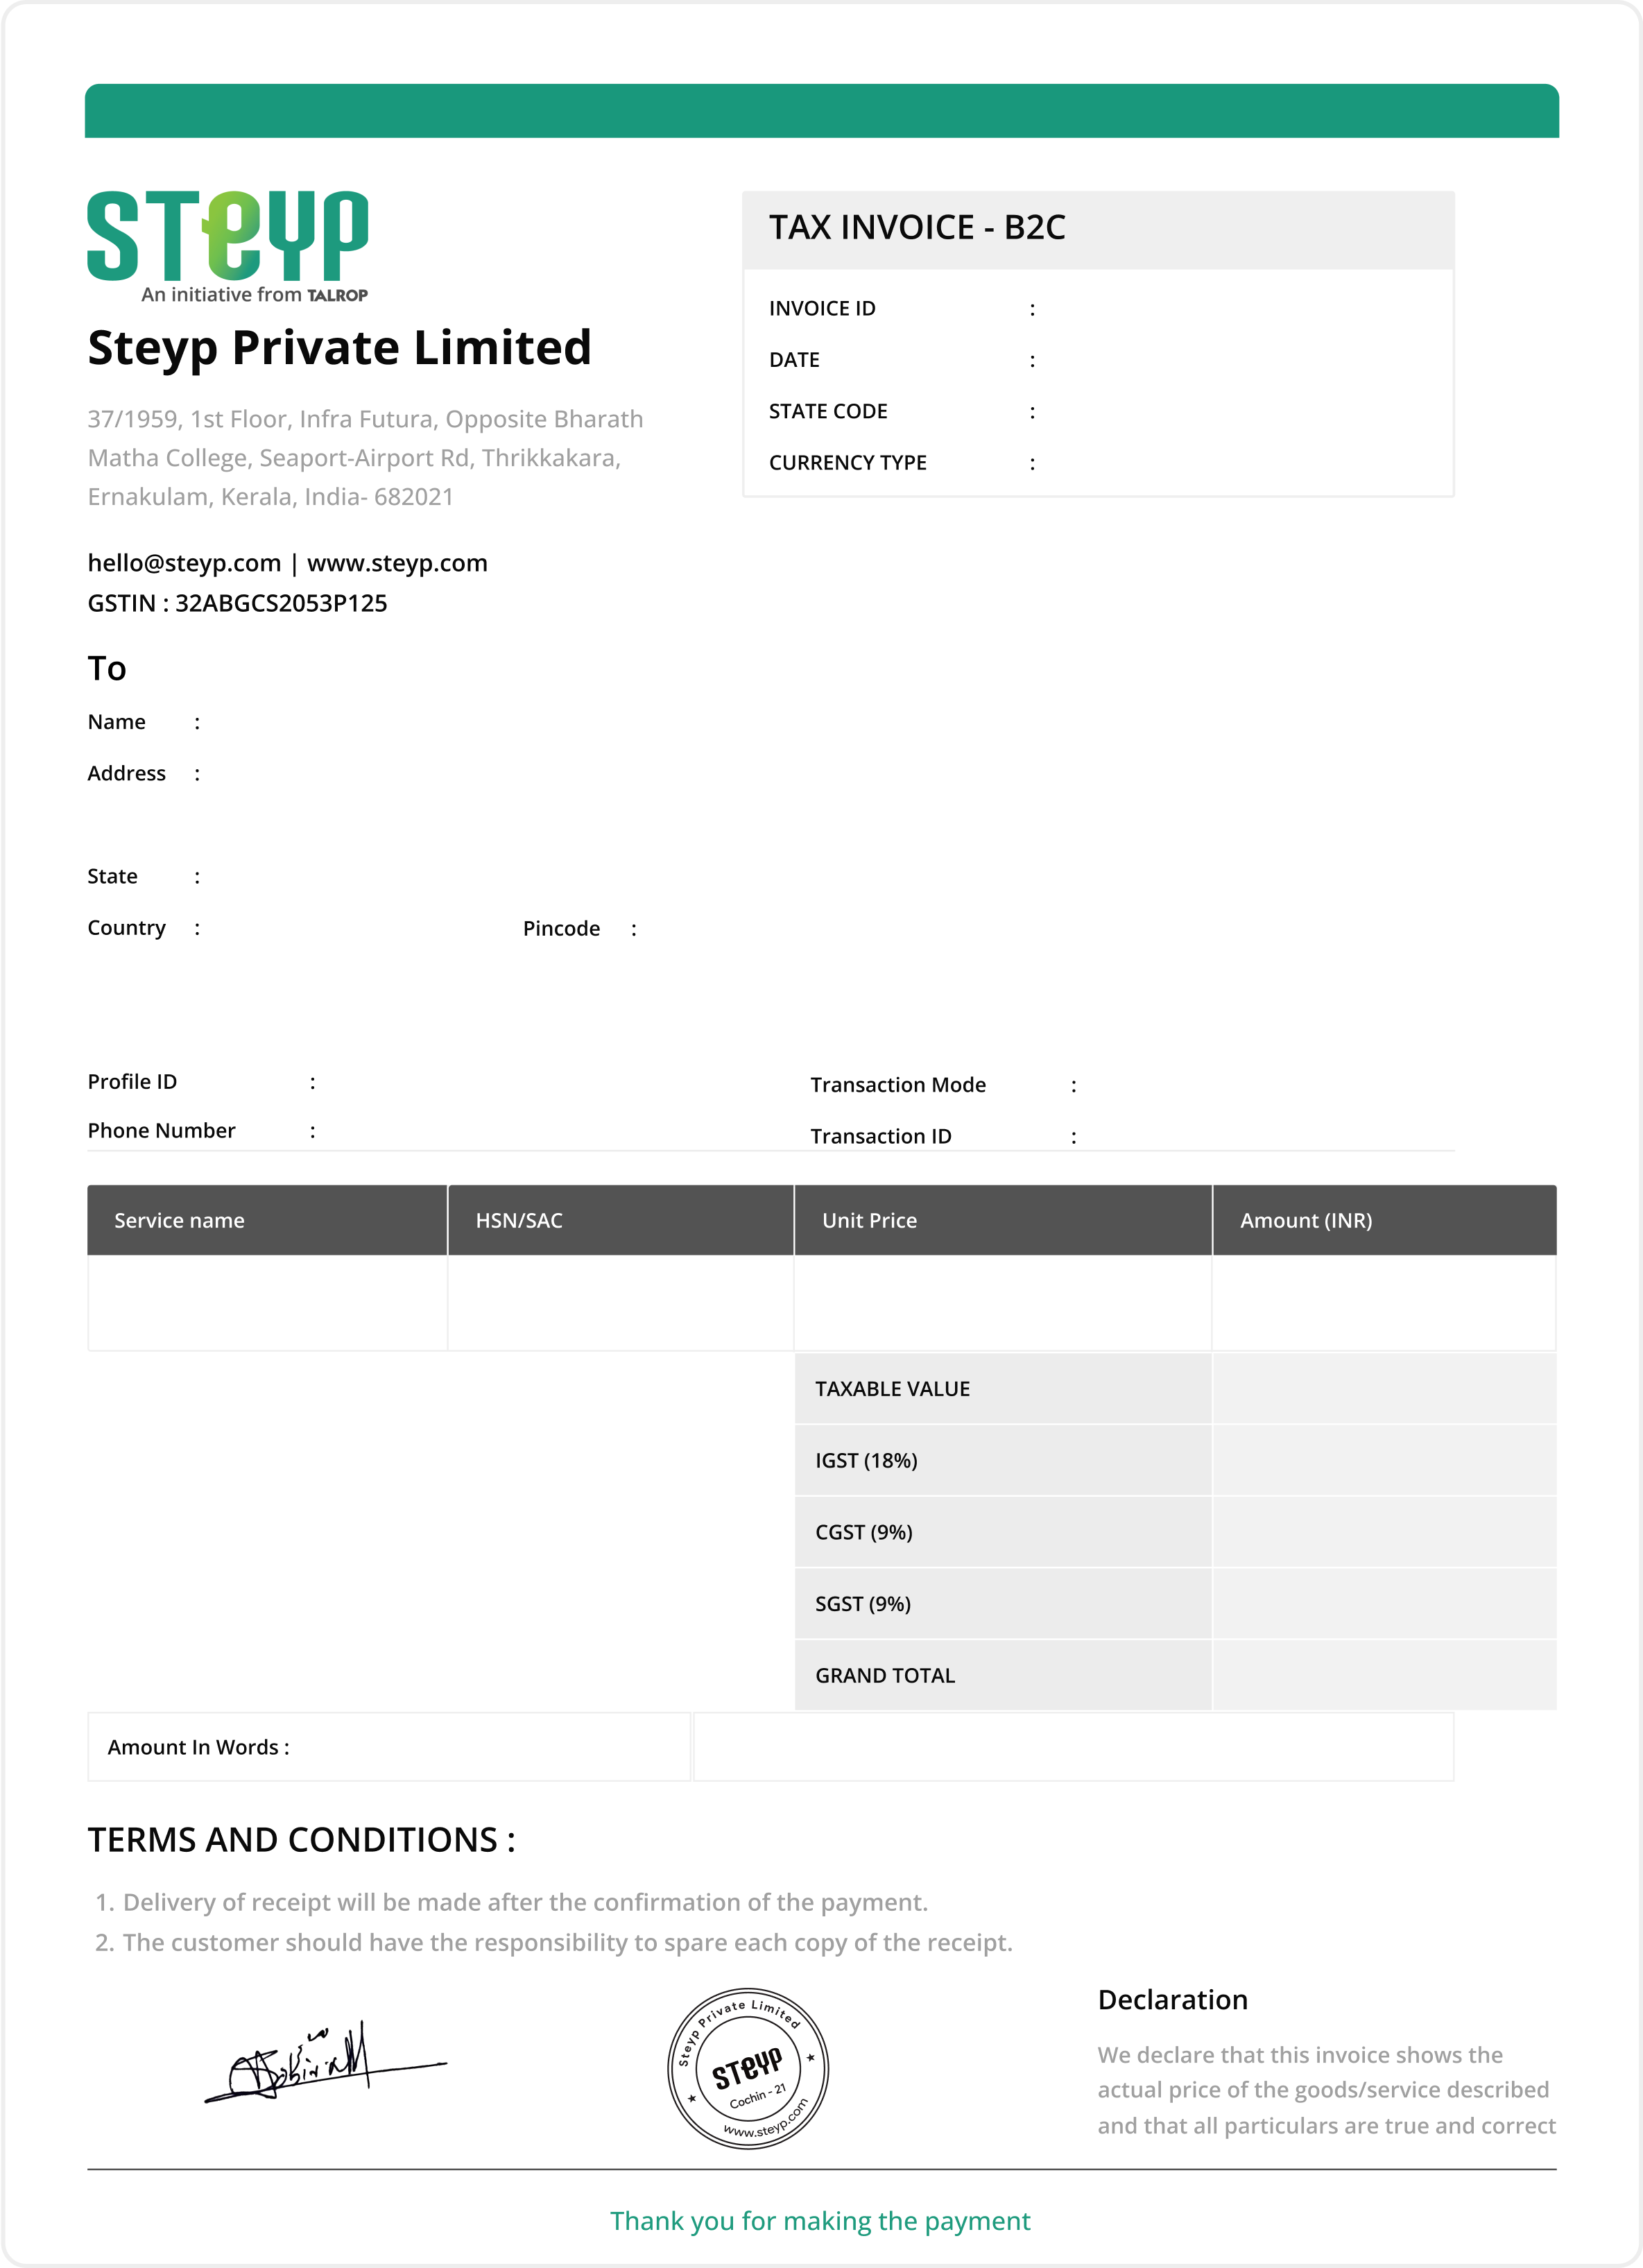 STEYP
An initiative from TALROP
Steyp Private Limited
37/1959, 1st Floor, Infra Futura, Opposite Bharath
Matha College, Seaport-Airport Rd, Thrikkakara,
Ernakulam, Kerala, India- 682021
hello@steyp.com | www.steyp.com
GSTIN : 32ABGCS2053P125
TAX INVOICE - B2C
INVOICE ID :
DATE :
STATE CODE :
CURRENCY TYPE :
To
Name :
Address :
State :
Country : Pincode :
Profile ID : Transaction Mode :
Phone Number : Transaction ID :
Service name HSN/SAC Unit Price Amount (INR)
TAXABLE VALUE
IGST (18%)
CGST (9%)
SGST (9%)
GRAND TOTAL
Amount In Words :
TERMS AND CONDITIONS :
1. Delivery of receipt will be made after the confirmation of the payment.
2. The customer should have the responsibility to spare each copy of the receipt.
Steyp Private Limited
STEYP
Cochin - 21
www.steyp.com
Declaration
We declare that this invoice shows the
actual price of the goods/service described
and that all particulars are true and correct
Thank you for making the payment